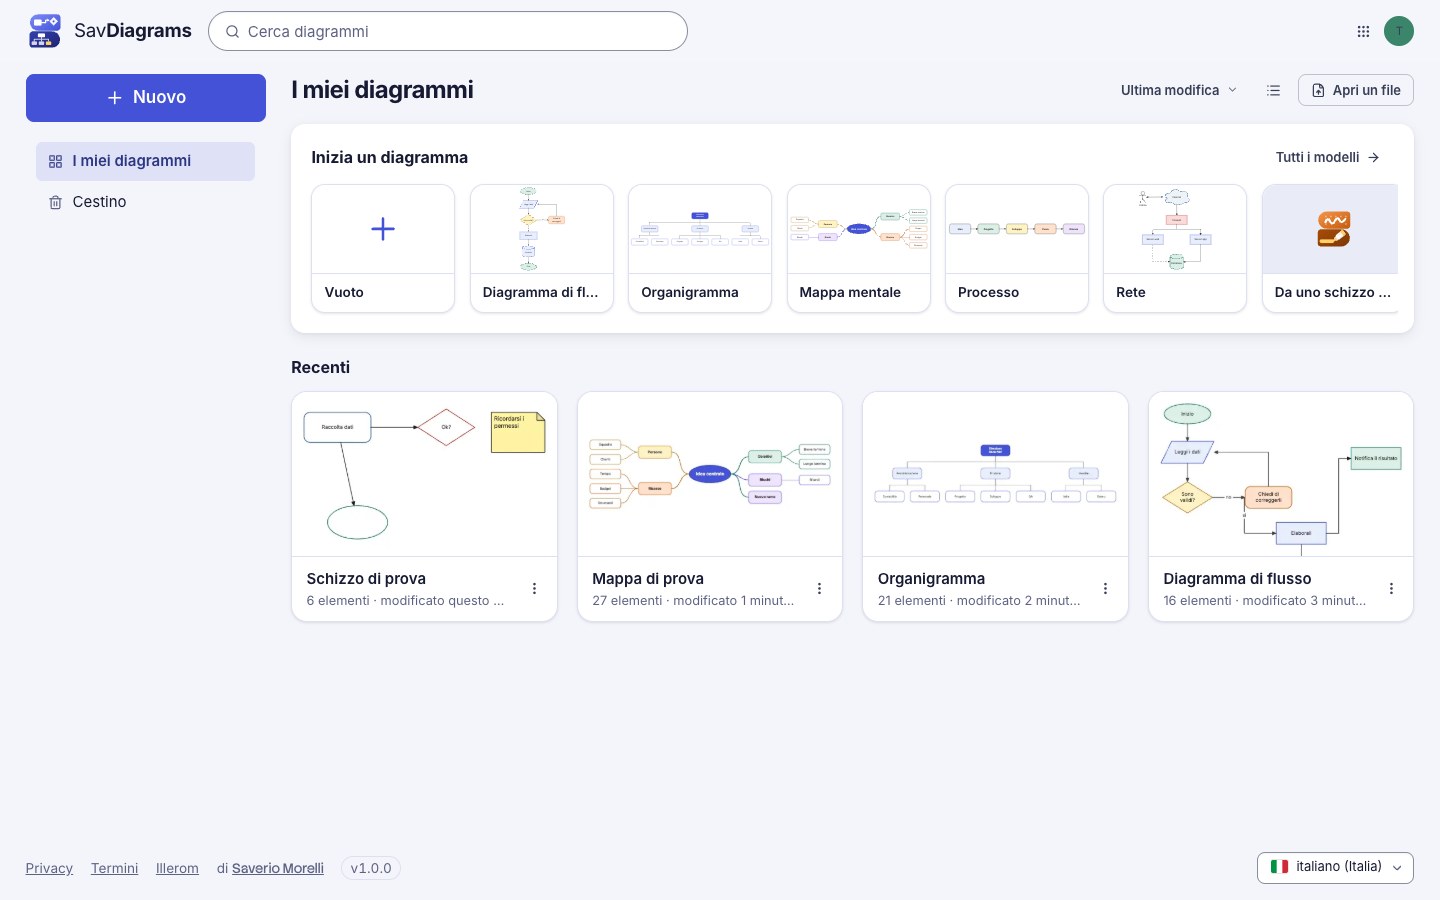 SavDiagrams
Cerca diagrammi
T
Nuovo
I miei diagrammi
Cestino
I miei diagrammi
Ultima modifica
Apri un file
Inizia un diagramma
Tutti i modelli
Vuoto
Diagramma di fl...
Organigramma
Mappa mentale
Processo
Rete
Da uno schizzo ...
Recenti
Raccolta dati
Ok?
Ricordarsi i
permessi
Idea centrale
Inizio
Leggi i dati
Sono
validi?
no
Chiedi di
correggerli
Elaborali
Notifica il risultato
Schizzo di prova
6 elementi · modificato questo ...
Mappa di prova
27 elementi · modificato 1 minut...
Organigramma
21 elementi · modificato 2 minut...
Diagramma di flusso
16 elementi · modificato 3 minut...
Privacy
Termini
Illerom
di Saverio Morelli
v1.0.0
italiano (Italia)